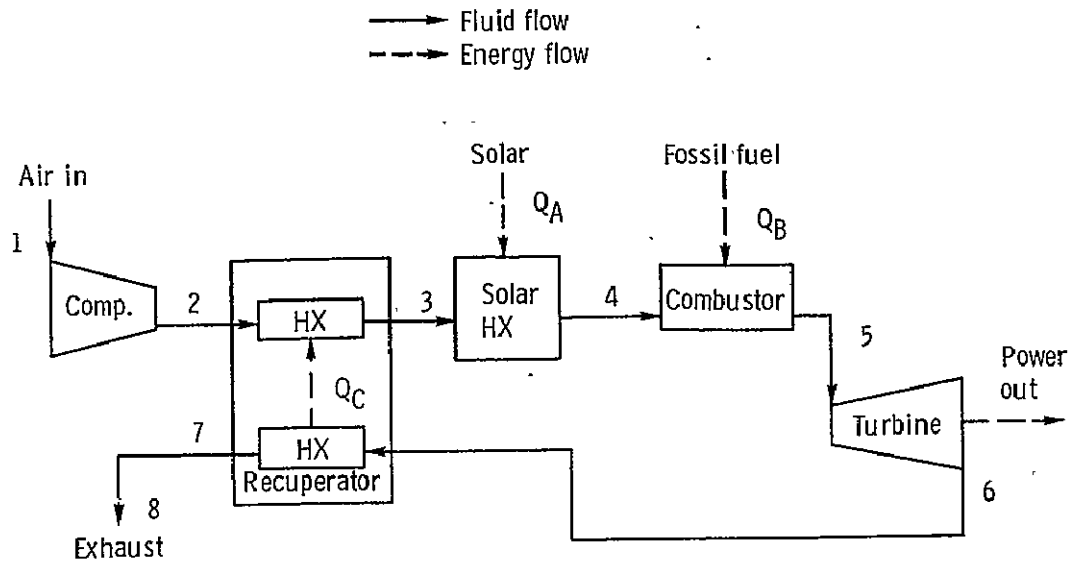 Fluid flow
Energy flow
Solar
Fossil fuel
Air in
Q_A
Q_B
1
Comp.
2
HX
3
Solar
HX
4
Combustor
5
Power
out
Q_C
Turbine
7
HX
Recuperator
6
8
Exhaust